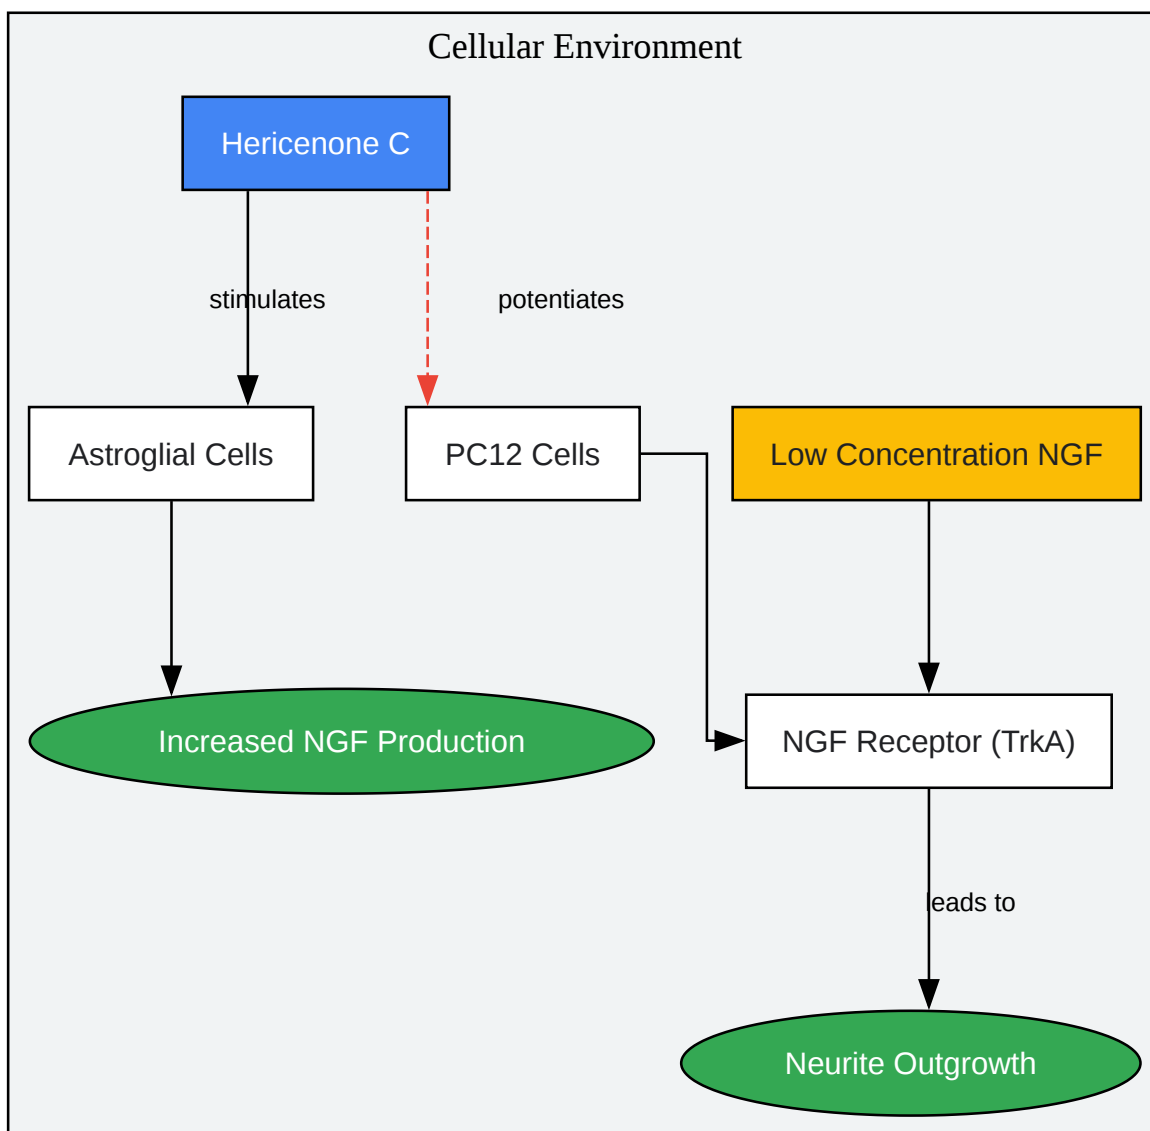 Cellular Environment
Hericenone C
stimulates
potentiates
Astroglial Cells
PC12 Cells
Low Concentration NGF
Increased NGF Production
NGF Receptor (TrkA)
leads to
Neurite Outgrowth